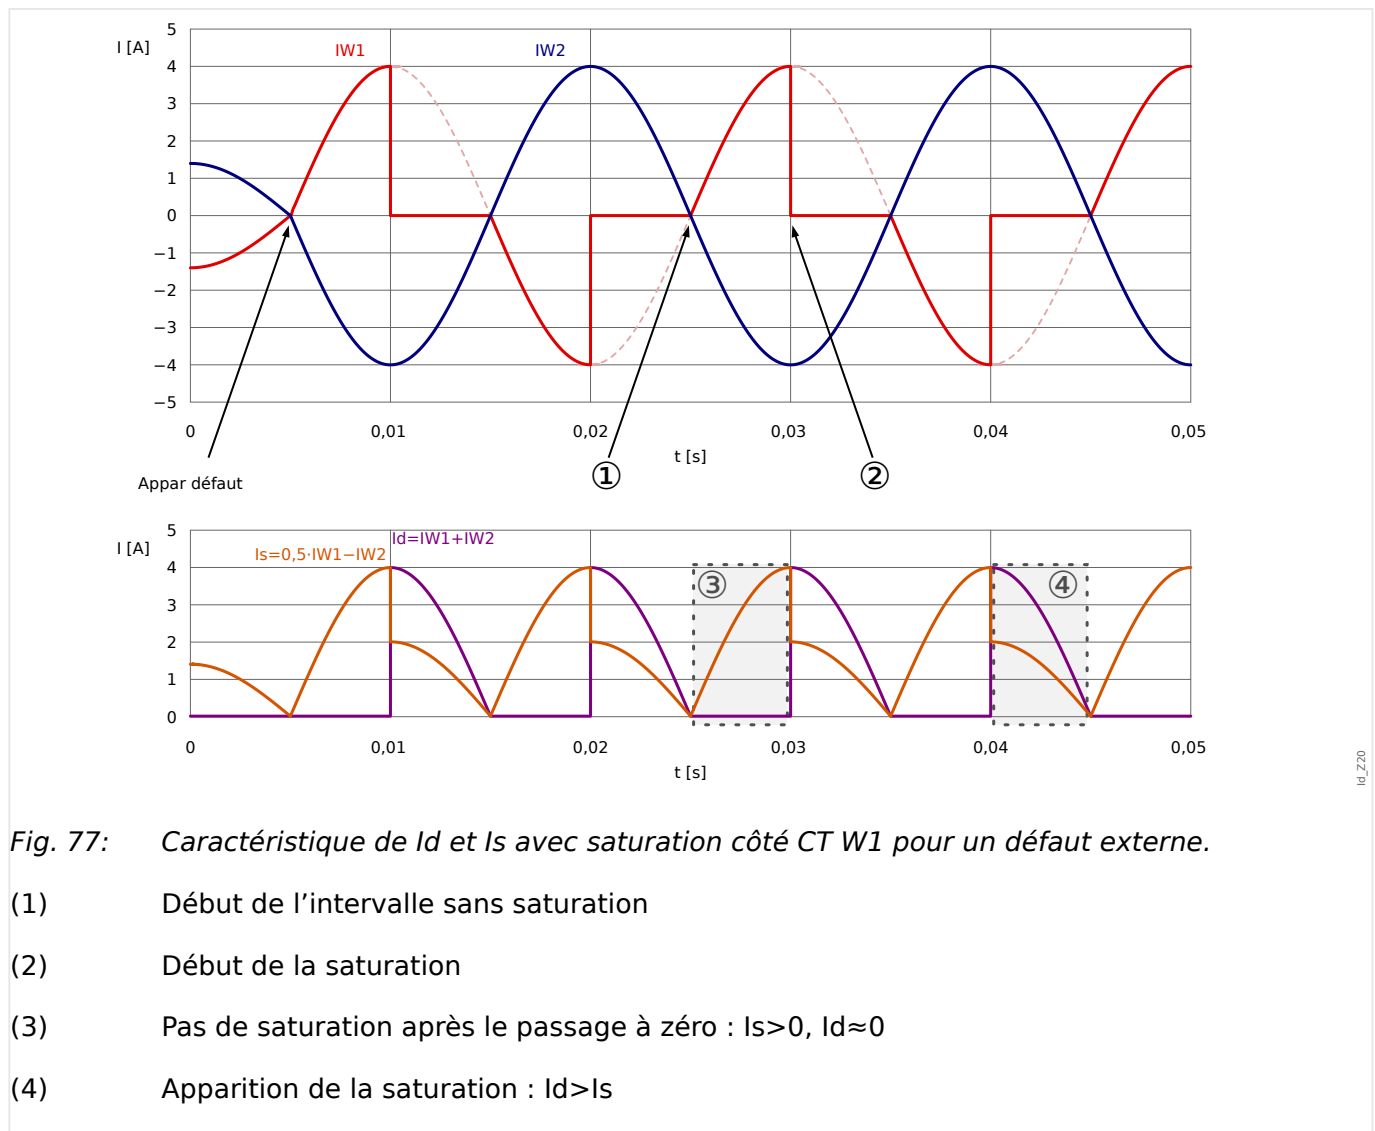 I [A]
5
4
3
2
1
0
−1
−2
−3
−4
−5
IW1
IW2
0 0,01 0,02 0,03 0,04 0,05
t [s]
Appar défaut
①
②
I [A]
5
4
3
2
1
0
Is=0,5·IW1−IW2
Id=IW1+IW2
③
④
0 0,01 0,02 0,03 0,04 0,05
t [s]
Id_Z20
Fig. 77: Caractéristique de Id et Is avec saturation côté CT W1 pour un défaut externe.
(1) Début de l’intervalle sans saturation
(2) Début de la saturation
(3) Pas de saturation après le passage à zéro : Is>0, Id≈0
(4) Apparition de la saturation : Id>Is